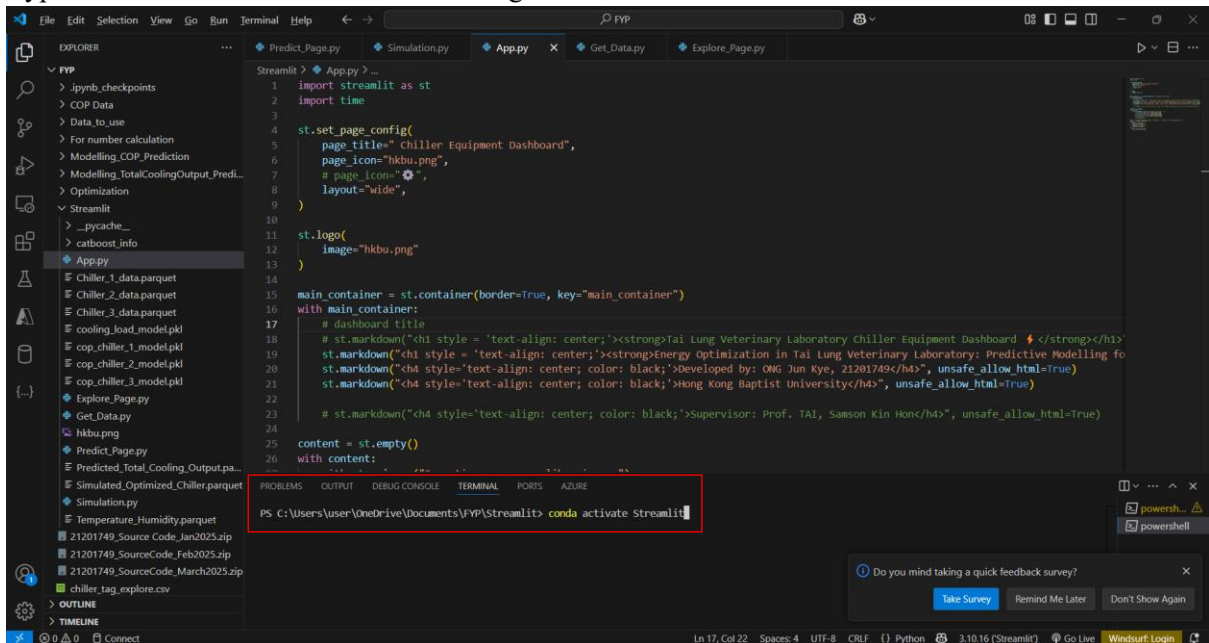 File Edit Selection View Go Run Terminal Help
FYP
EXPLORER
Predict_Page.py Simulation.py App.py Get_Data.py Explore_Page.py
FYP
.ipynb_checkpoints
COP Data
Data_to_use
For number calculation
Modelling_COP_Prediction
Modelling_TotalCoolingOutput_Predi...
Optimization
Streamlit
__pycache__
catboost_info
App.py
Chiller_1_data.parquet
Chiller_2_data.parquet
Chiller_3_data.parquet
cooling_load_model.pkl
cop_chiller_1_model.pkl
cop_chiller_2_model.pkl
cop_chiller_3_model.pkl
Explore_Page.py
Get_Data.py
hkbu.png
Predict_Page.py
Predicted_Total_Cooling_Output.pa...
Simulated_Optimized_Chiller.parquet
Simulation.py
Temperature_Humidity.parquet
21201749_Source Code_Jan2025.zip
21201749_SourceCode_Feb2025.zip
21201749_SourceCode_March2025.zip
chiller_tag_explore.csv
OUTLINE
TIMELINE
Streamlit > App.py > ...
1 import streamlit as st
2 import time
3
4 st.set_page_config(
5 page_title=" Chiller Equipment Dashboard",
6 page_icon="hkbu.png",
7 # page_icon="⚙️",
8 layout="wide",
9 )
10
11 st.logo(
12 image="hkbu.png"
13 )
14
15 main_container = st.container(border=True, key="main_container")
16 with main_container:
17 # dashboard title
18 # st.markdown("<h1 style = 'text-align: center;'><strong>Tai Lung Veterinary Laboratory Chiller Equipment Dashboard ⚡</strong></h1>
19 st.markdown("<h1 style = 'text-align: center;'><strong>Energy Optimization in Tai Lung Veterinary Laboratory: Predictive Modelling fo
20 st.markdown("<h4 style='text-align: center; color: black;'>Developed by: ONG Jun Kye, 21201749</h4>", unsafe_allow_html=True)
21 st.markdown("<h4 style='text-align: center; color: black;'>Hong Kong Baptist University</h4>", unsafe_allow_html=True)
22
23 # st.markdown("<h4 style='text-align: center; color: black;'>Supervisor: Prof. TAI, Samson Kin Hon</h4>", unsafe_allow_html=True)
24
25 content = st.empty()
26 with content:
PROBLEMS OUTPUT DEBUG CONSOLE TERMINAL PORTS AZURE
PS C:\Users\user\OneDrive\Documents\FYP\Streamlit> conda activate Streamlit
powersh...
powershell
Do you mind taking a quick feedback survey?
Take Survey Remind Me Later Don't Show Again
0 0 Connect Ln 17, Col 22 Spaces: 4 UTF-8 CRLF {} Python 3.10.16 ('Streamlit') Go Live Windsurf: Login